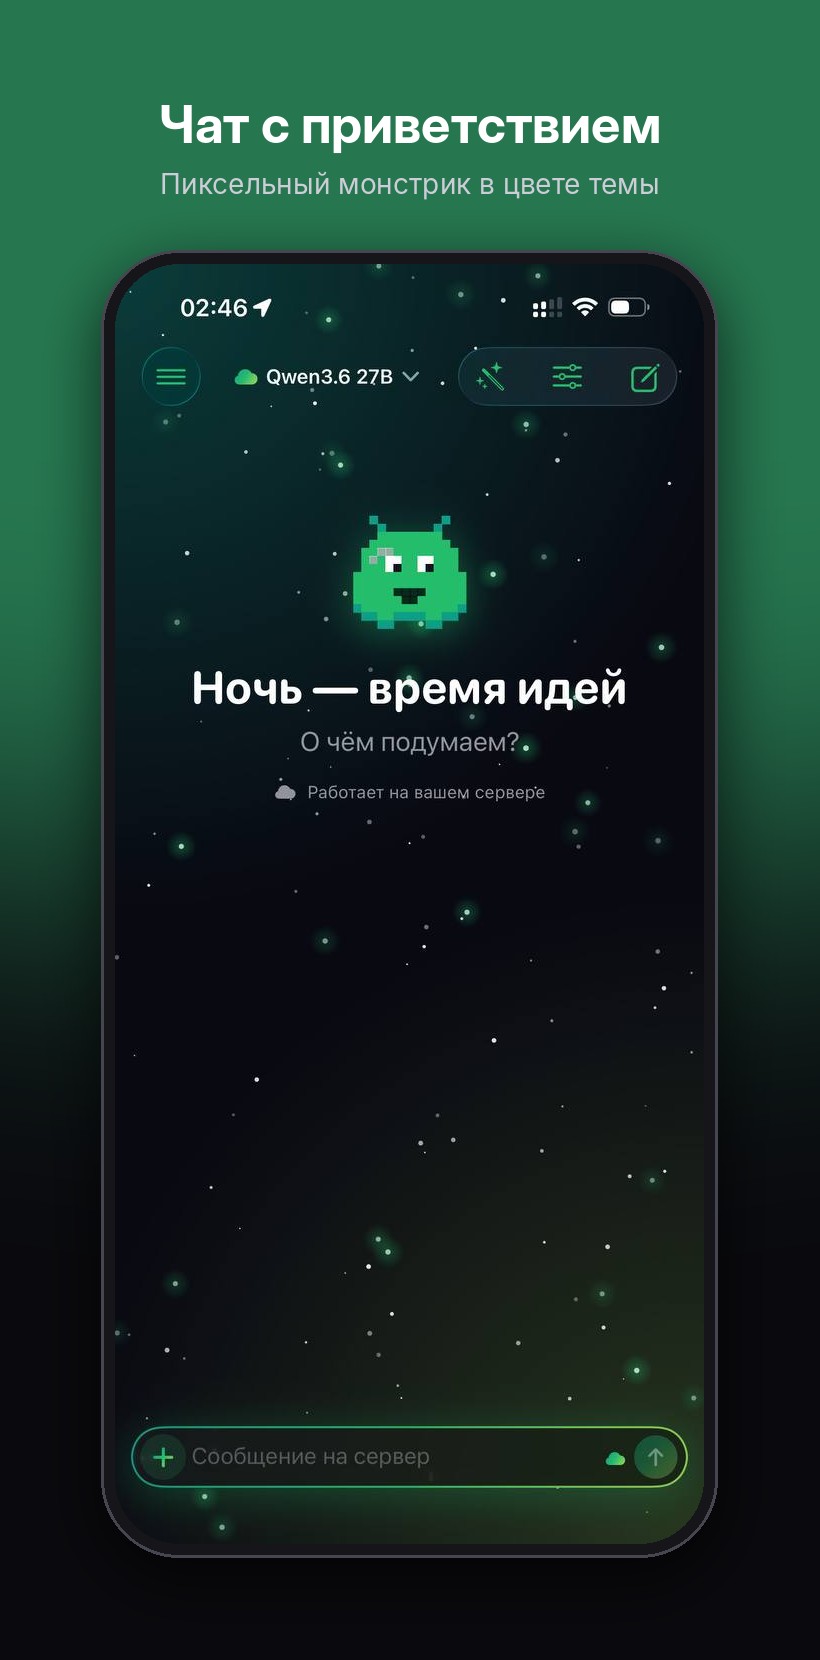 Чат с приветствием
Пиксельный монстрик в цвете темы
02:46
Qwen3.6 27B
Ночь — время идей
О чём подумаем?
Работает на вашем сервере
Сообщение на сервер